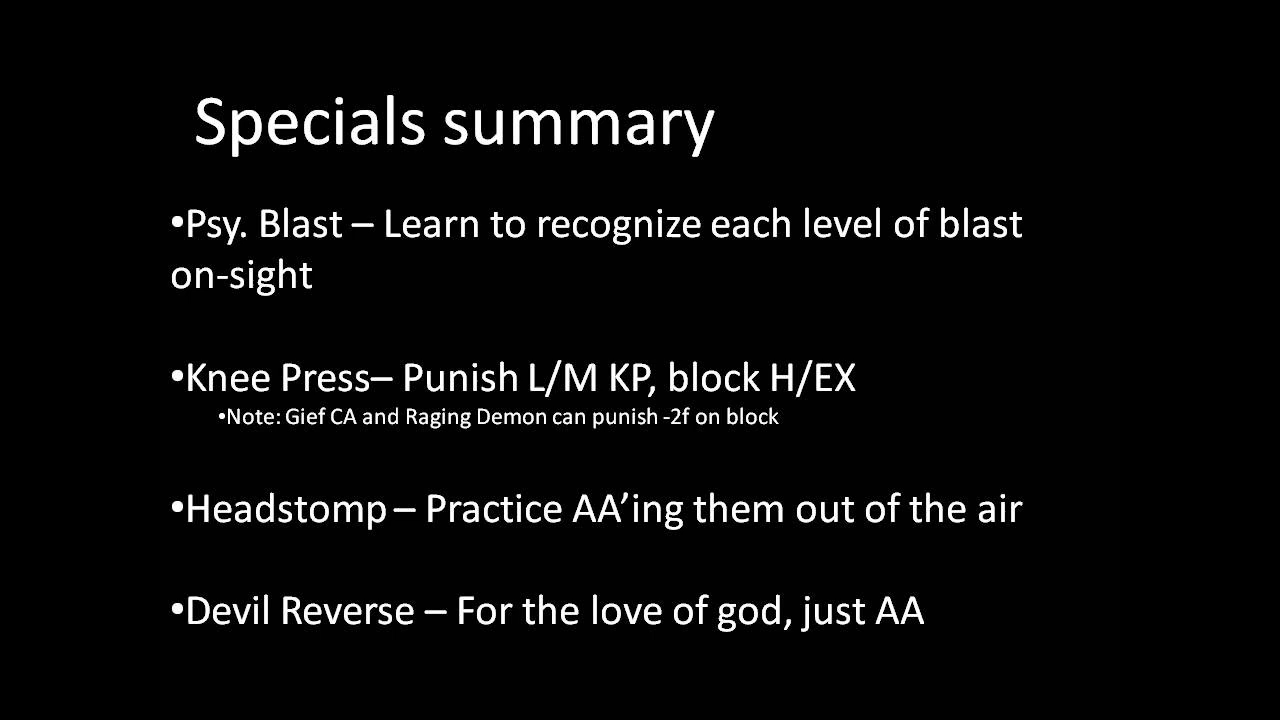 Specials summary
•Psy. Blast – Learn to recognize each level of blast
on-sight
•Knee Press– Punish L/M KP, block H/EX
•Note: Gief CA and Raging Demon can punish -2f on block
•Headstomp – Practice AA’ing them out of the air
•Devil Reverse – For the love of god, just AA